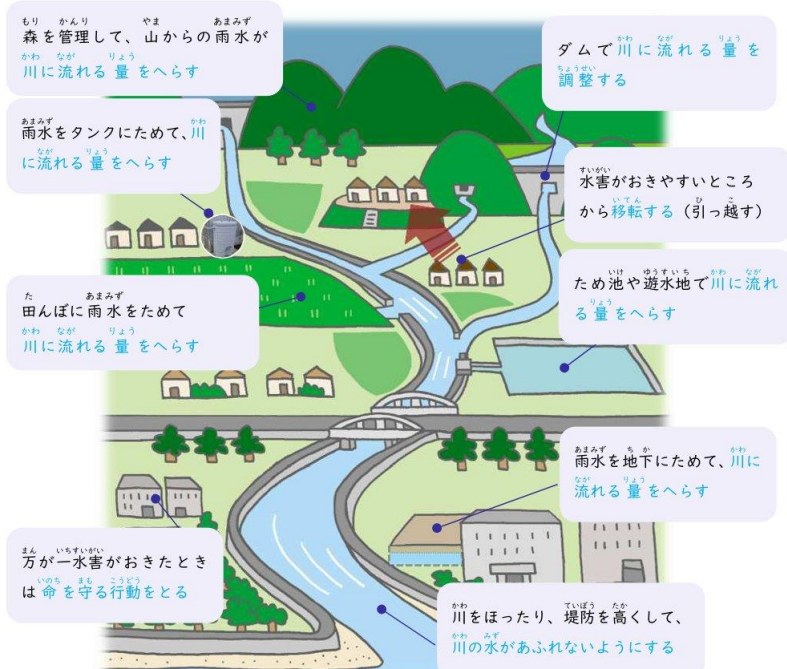 森を管理して、山からの雨水が
川に流れる量をへらす
雨水をタンクにためて、川
に流れる量をへらす
田んぼに雨水をためて
川に流れる量をへらす
万が一水害がおきたとき
は命を守る行動をとる
ダムで川に流れる量を
調整する
水害がおきやすいところ
から移転する（引っ越す）
ため池や遊水地で川に流れ
る量をへらす
雨水を地下にためて、川に
流れる量をへらす
川をほったり、堤防を高くして、
川の水があふれないようにする